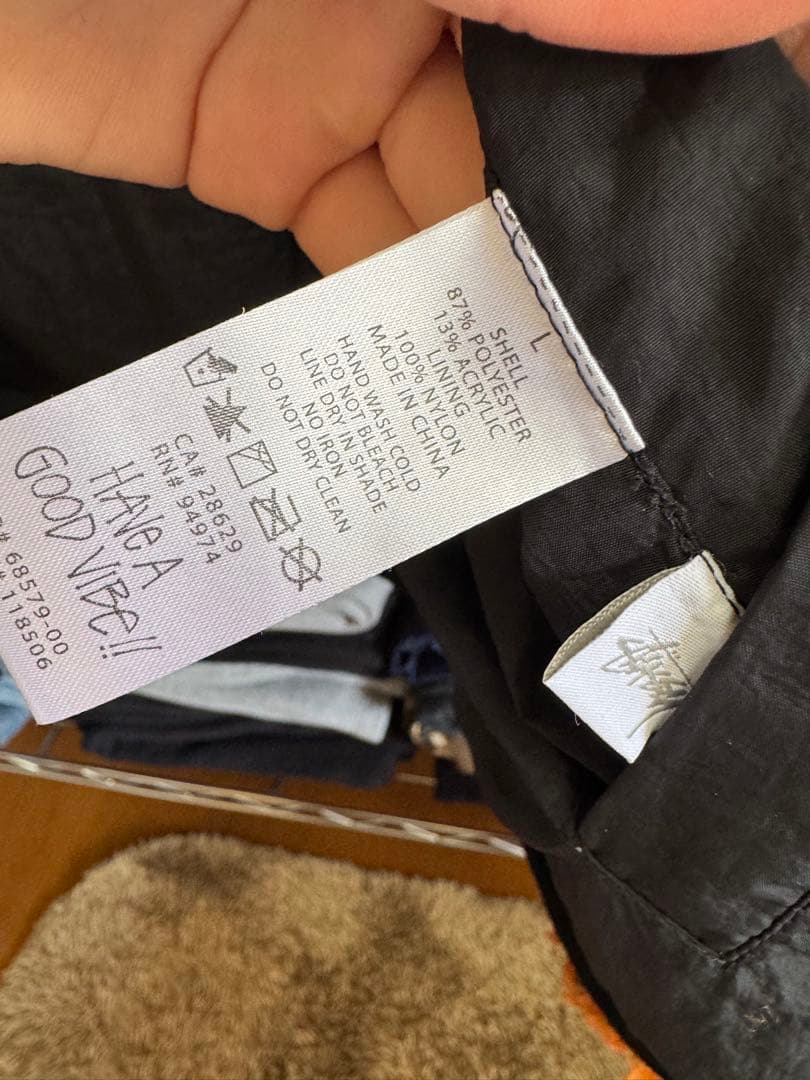 L
SHELL
87% POLYESTER
13% ACRYLIC
LINING
100% NYLON
MADE IN CHINA
HAND WASH COLD
DO NOT BLEACH
LINE DRY IN SHADE
NO IRON
DO NOT DRY CLEAN
CA# 28629
RN# 94974
HAVE A
GOOD VIBE!!
# 68579-00
# 118506
Stüssy